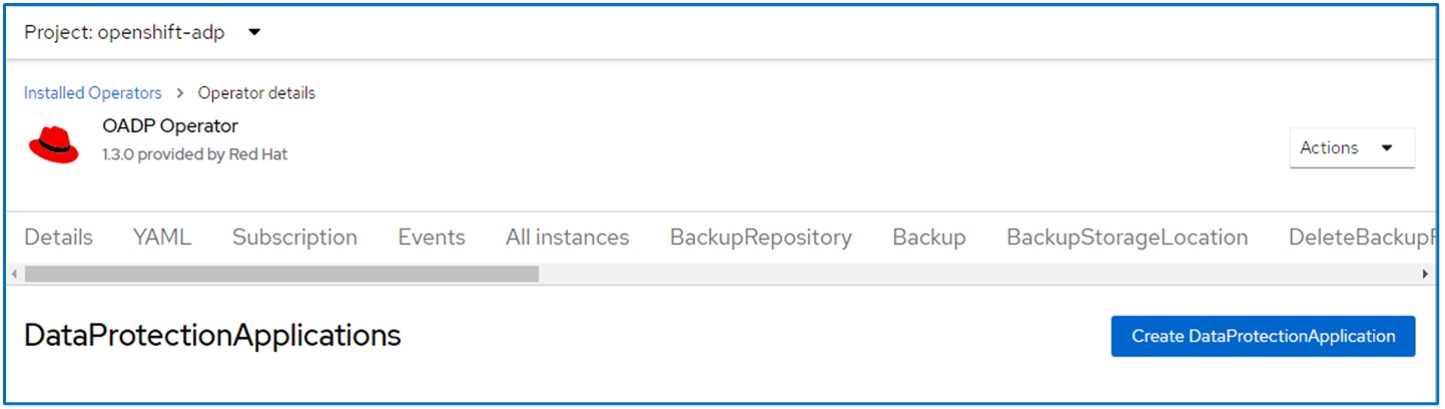 Project: openshift-adp
Installed Operators > Operator details
OADP Operator
1.3.0 provided by Red Hat
Actions
Details YAML Subscription Events All instances BackupRepository Backup BackupStorageLocation DeleteBackupR
DataProtectionApplications
Create DataProtectionApplication